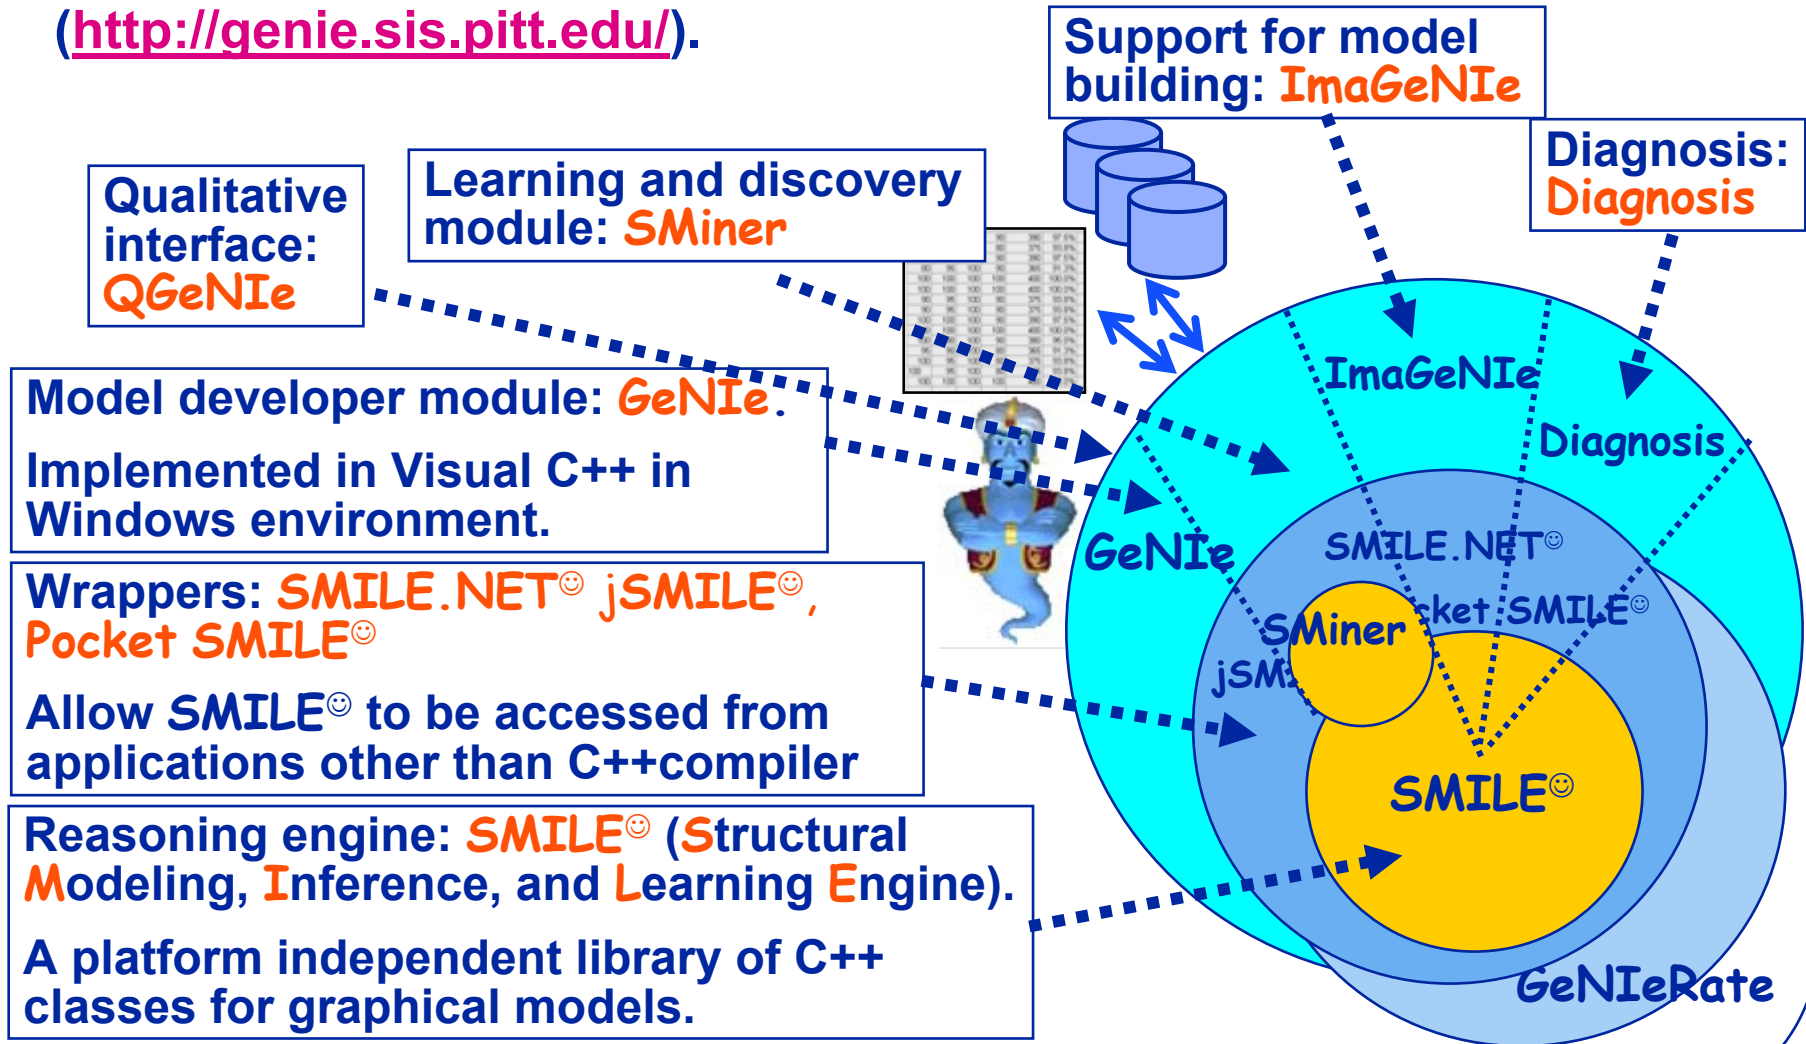 (http://genie.sis.pitt.edu/).
Support for model
building: ImaGeNIe
Diagnosis:
Diagnosis
Learning and discovery
module: SMiner
Qualitative
interface:
QGeNIe
Model developer module: GeNIe.
Implemented in Visual C++ in
Windows environment.
Wrappers: SMILE.NET☺ jSMILE☺,
Pocket SMILE☺
Allow SMILE☺ to be accessed from
applications other than C++compiler
Reasoning engine: SMILE☺ (Structural
Modeling, Inference, and Learning Engine).
A platform independent library of C++
classes for graphical models.
ImaGeNIe
Diagnosis
GeNIe
SMILE.NET☺
cket SMILE☺
SMiner
jSMI
SMILE☺
GeNIeRate